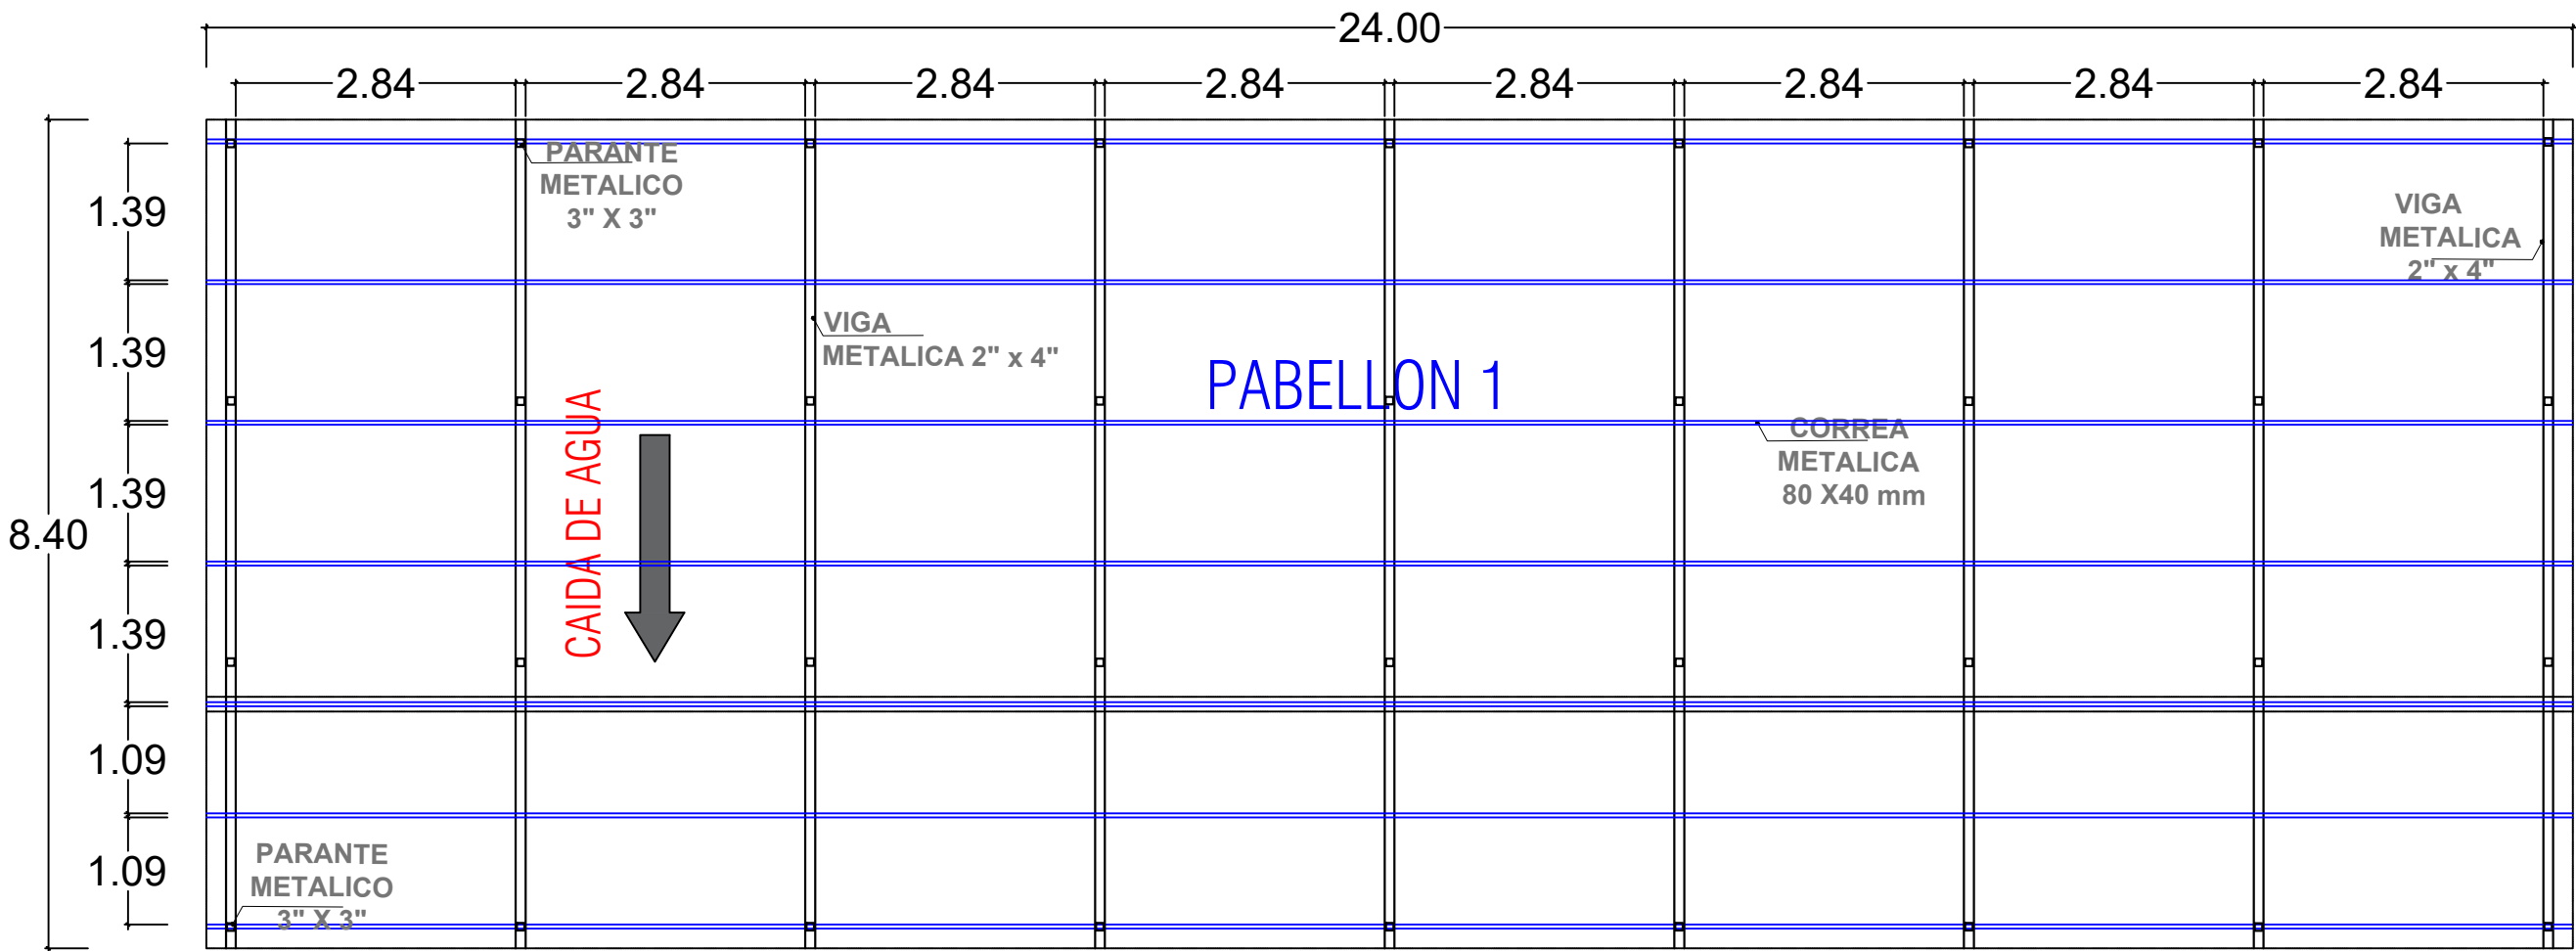 24.00
2.84
2.84
2.84
2.84
2.84
2.84
2.84
2.84
PARANTE
METALICO
3" X 3"
1.39
VIGA
METALICA
2" x 4"
VIGA
METALICA 2" x 4"
1.39
PABELLON 1
CORREA
METALICA
80 X40 mm
CAIDA DE AGUA
1.39
8.40
1.39
1.09
PARANTE
METALICO
3" X 3"
1.09